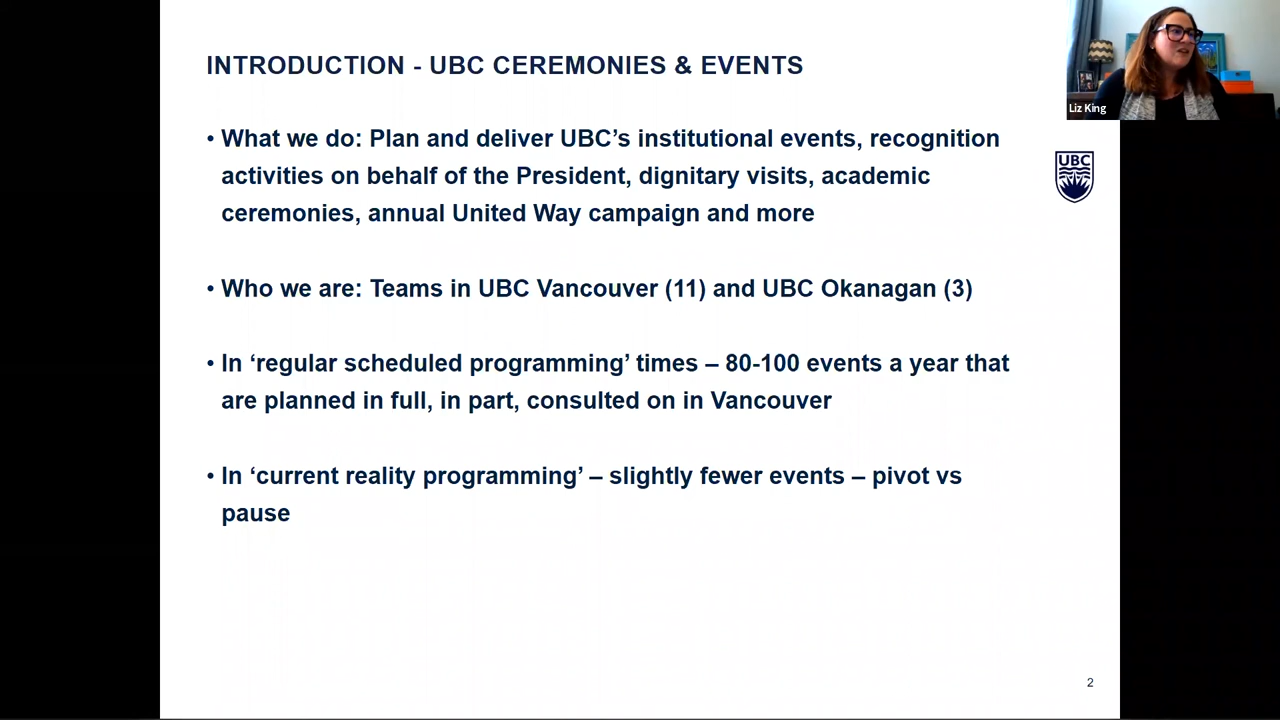 INTRODUCTION - UBC CEREMONIES & EVENTS
Liz King
• What we do: Plan and deliver UBC’s institutional events, recognition
activities on behalf of the President, dignitary visits, academic
ceremonies, annual United Way campaign and more
UBC
• Who we are: Teams in UBC Vancouver (11) and UBC Okanagan (3)
• In ‘regular scheduled programming’ times – 80-100 events a year that
are planned in full, in part, consulted on in Vancouver
• In ‘current reality programming’ – slightly fewer events – pivot vs
pause
2